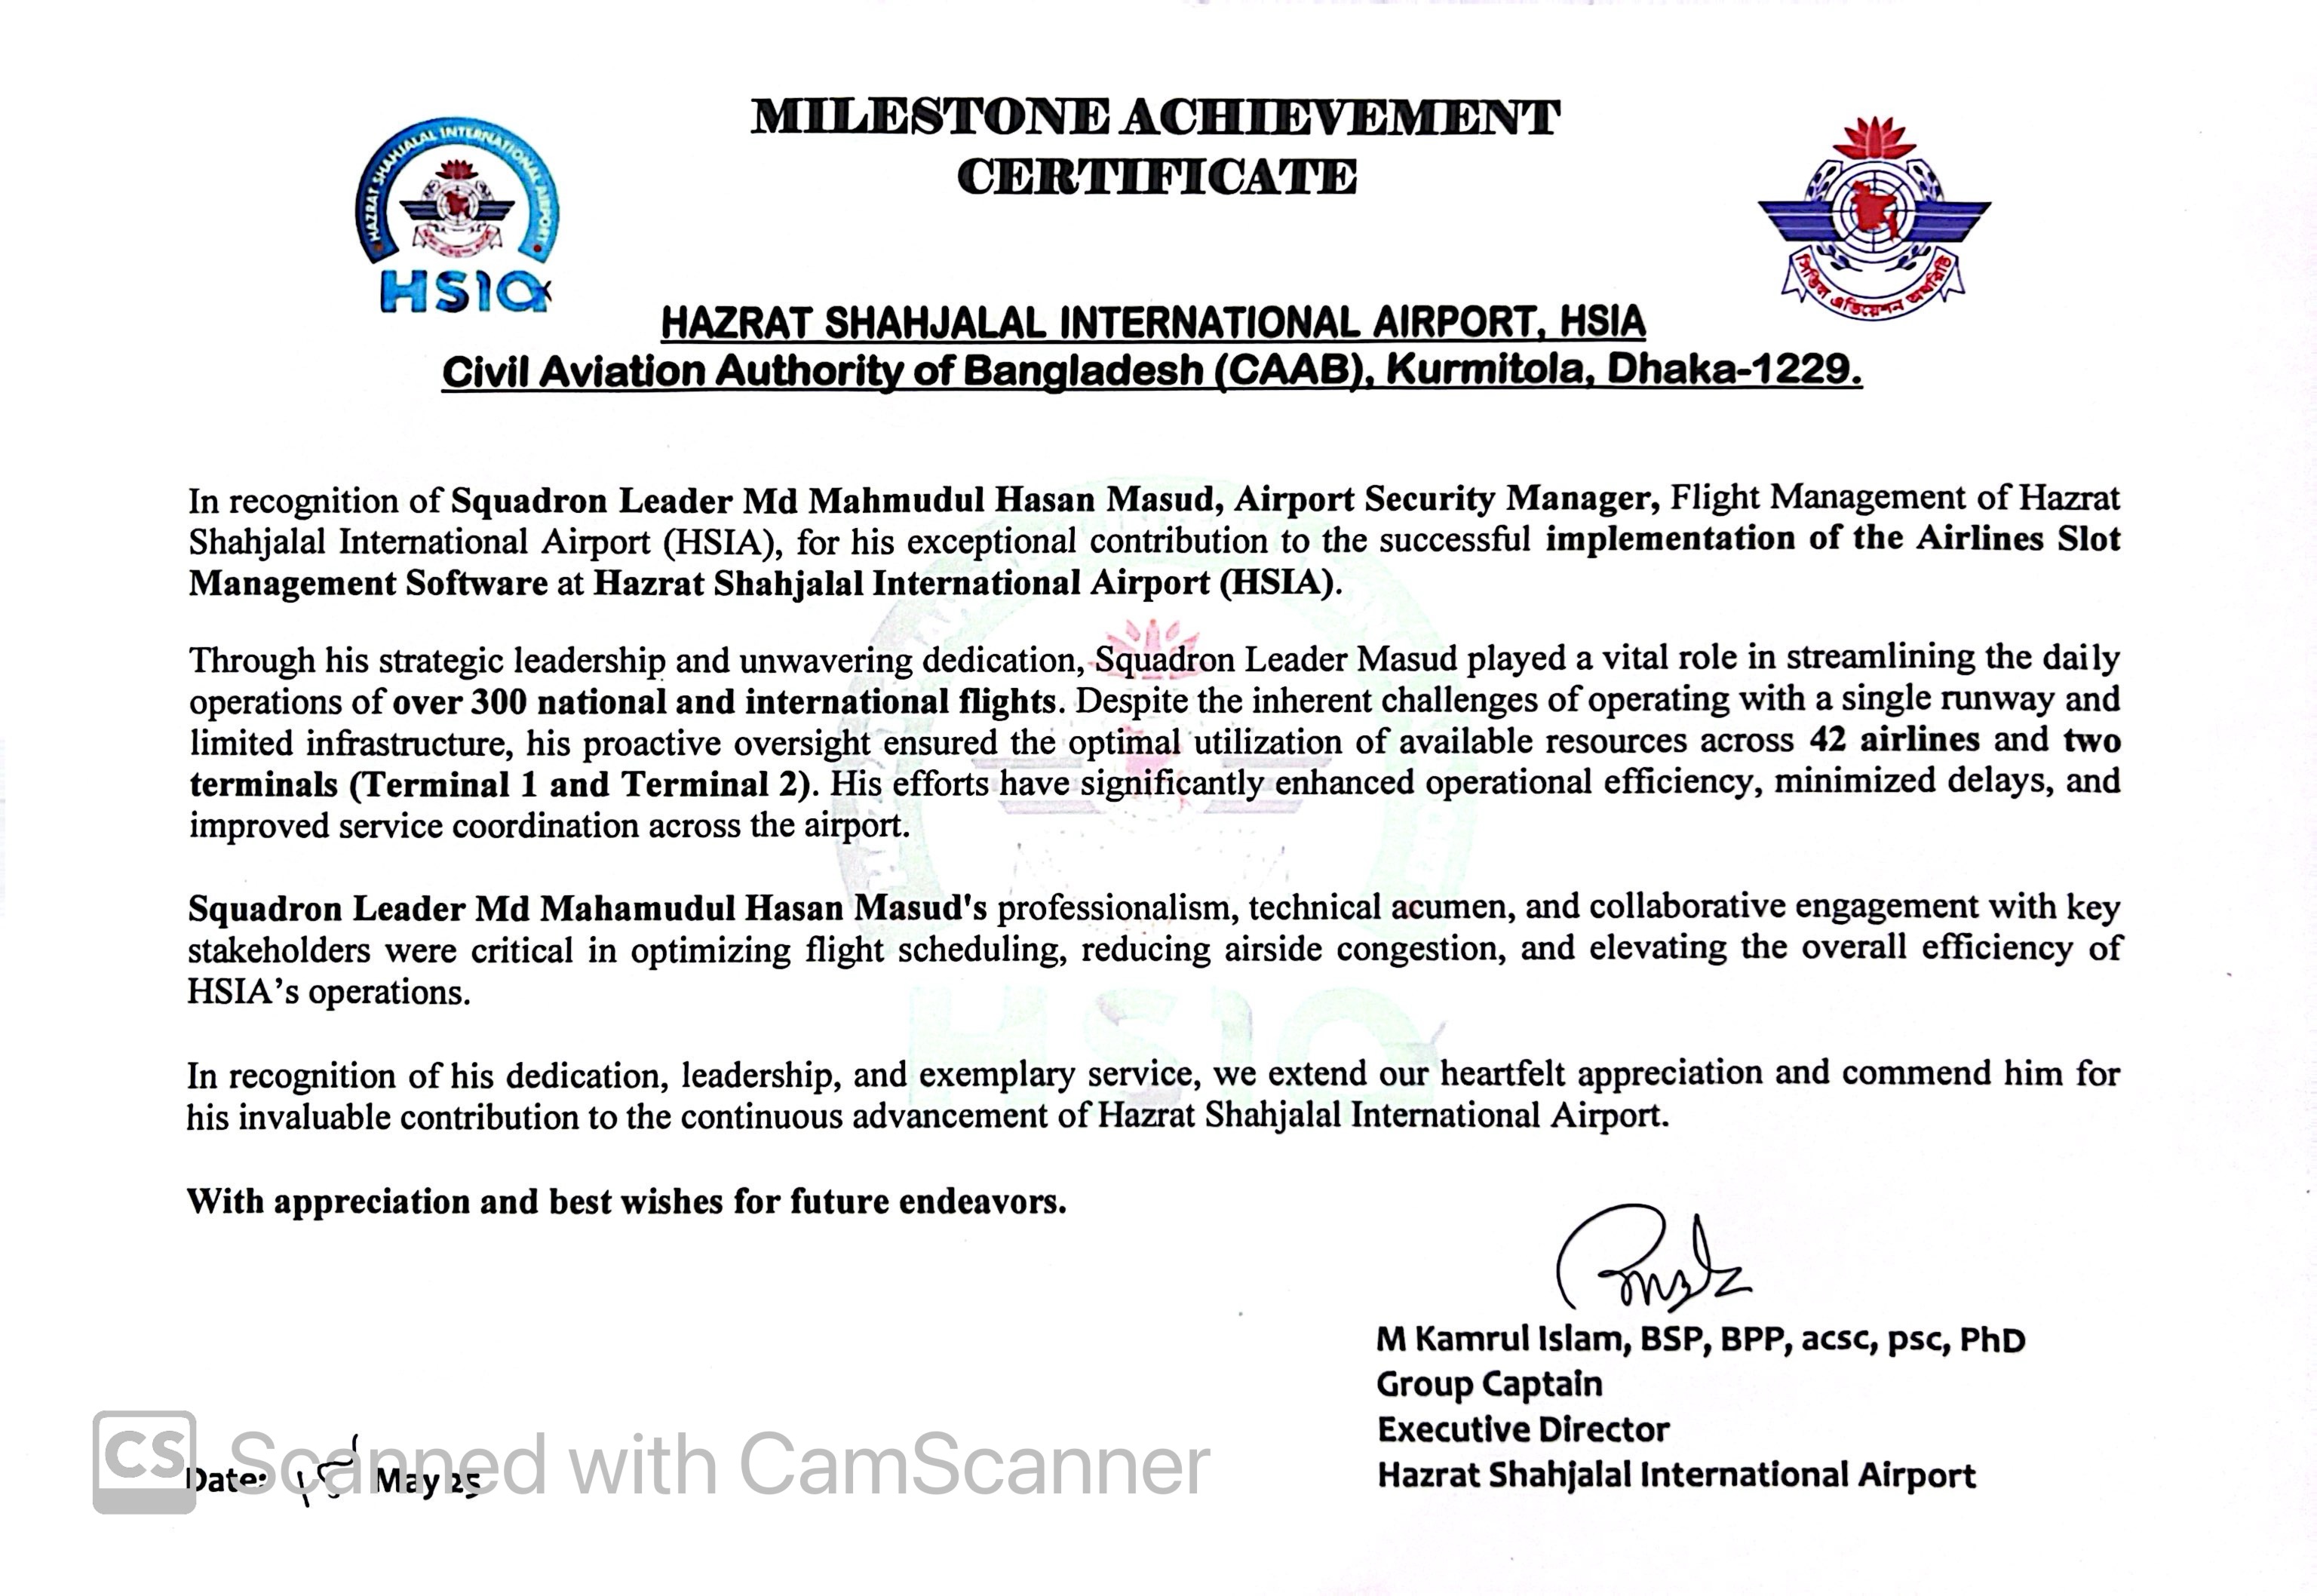 MILESTONE ACHIEVEMENT
CERTIFICATE
HAZRAT SHAHJALAL INTERNATIONAL AIRPORT
HSIA
সিভিল এভিয়েশন অথরিটি
HAZRAT SHAHJALAL INTERNATIONAL AIRPORT, HSIA
Civil Aviation Authority of Bangladesh (CAAB), Kurmitola, Dhaka-1229.
In recognition of Squadron Leader Md Mahmudul Hasan Masud, Airport Security Manager, Flight Management of Hazrat
Shahjalal International Airport (HSIA), for his exceptional contribution to the successful implementation of the Airlines Slot
Management Software at Hazrat Shahjalal International Airport (HSIA).
Through his strategic leadership and unwavering dedication, Squadron Leader Masud played a vital role in streamlining the daily
operations of over 300 national and international flights. Despite the inherent challenges of operating with a single runway and
limited infrastructure, his proactive oversight ensured the optimal utilization of available resources across 42 airlines and two
terminals (Terminal 1 and Terminal 2). His efforts have significantly enhanced operational efficiency, minimized delays, and
improved service coordination across the airport.
Squadron Leader Md Mahamudul Hasan Masud's professionalism, technical acumen, and collaborative engagement with key
stakeholders were critical in optimizing flight scheduling, reducing airside congestion, and elevating the overall efficiency of
HSIA’s operations.
In recognition of his dedication, leadership, and exemplary service, we extend our heartfelt appreciation and commend him for
his invaluable contribution to the continuous advancement of Hazrat Shahjalal International Airport.
With appreciation and best wishes for future endeavors.
M Kamrul Islam, BSP, BPP, acsc, psc, PhD
Group Captain
Executive Director
Hazrat Shahjalal International Airport
Date: 15 May 25
CS Scanned with CamScanner